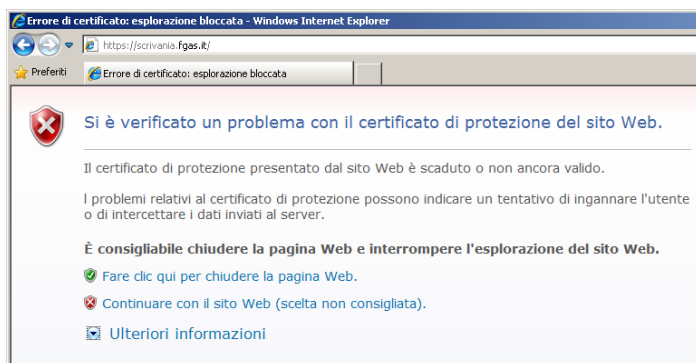 Errore di certificato: esplorazione bloccata - Windows Internet Explorer
https://scrivania.fgas.it/
Preferiti
Errore di certificato: esplorazione bloccata
Si è verificato un problema con il certificato di protezione del sito Web.
Il certificato di protezione presentato dal sito Web è scaduto o non ancora valido.
I problemi relativi al certificato di protezione possono indicare un tentativo di ingannare l'utente
o di intercettare i dati inviati al server.
È consigliabile chiudere la pagina Web e interrompere l'esplorazione del sito Web.
Fare clic qui per chiudere la pagina Web.
Continuare con il sito Web (scelta non consigliata).
Ulteriori informazioni